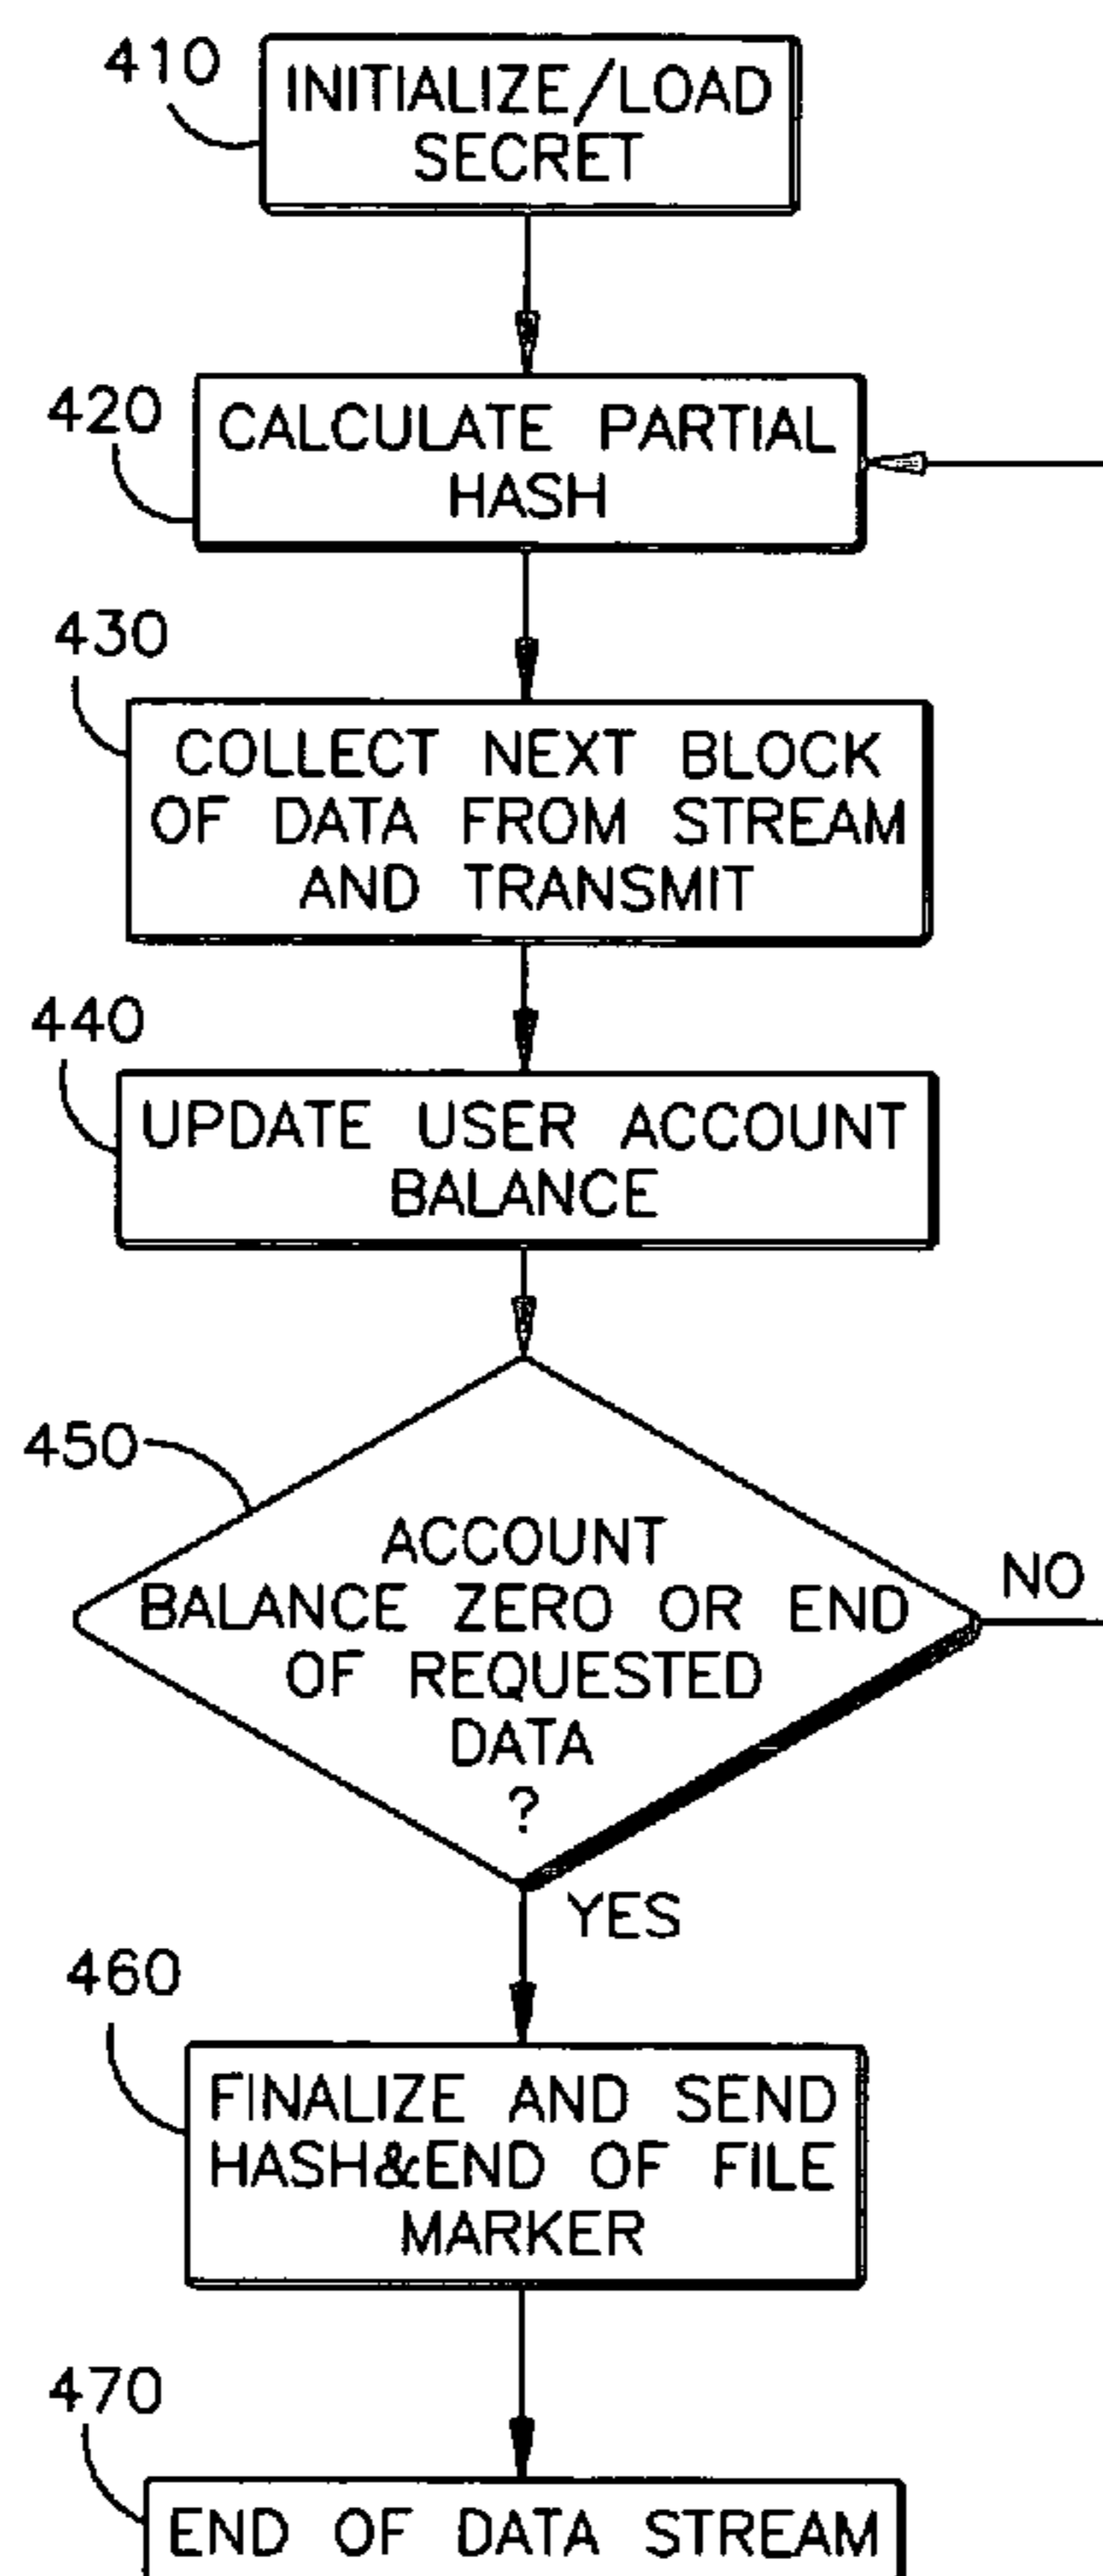 410
INITIALIZE/LOAD
SECRET
420
CALCULATE PARTIAL
HASH
430
COLLECT NEXT BLOCK
OF DATA FROM STREAM
AND TRANSMIT
440
UPDATE USER ACCOUNT
BALANCE
450
ACCOUNT
BALANCE ZERO OR END
OF REQUESTED
DATA
?
NO
YES
460
FINALIZE AND SEND
HASH&END OF FILE
MARKER
470
END OF DATA STREAM